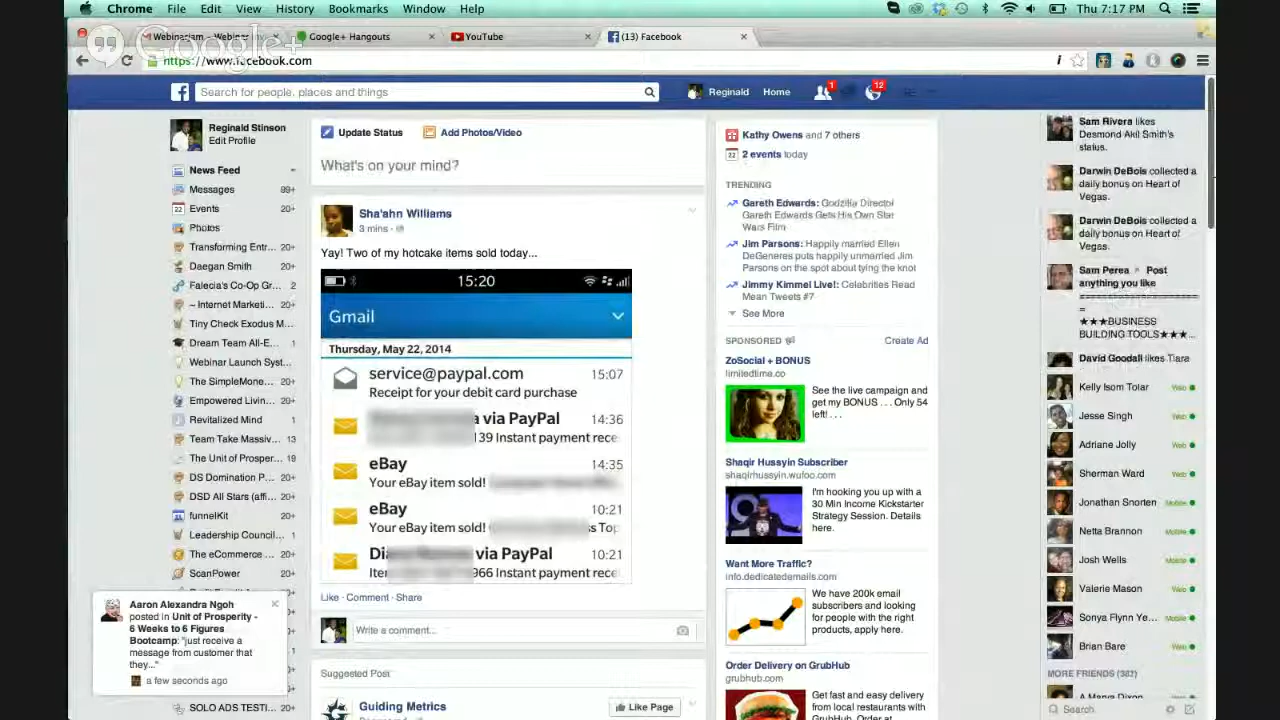 Chrome File Edit View History Bookmarks Window Help
Thu 7:17 PM
Google+
Google+ Hangouts
YouTube
(13) Facebook
https://www.facebook.com
Search for people, places and things
Reginald Home
1
12
Reginald Stinson
Edit Profile
News Feed
Messages 99+
Events 20+
Photos
Transforming Entr... 20+
Daegan Smith 20+
Falecia's Co-Op Gr... 2
~ Internet Marketi... 20+
Tiny Check Exodus M...
Dream Team All-E... 1
Webinar Launch Syst...
The SimpleMone... 20+
Empowered Livin... 20+
Revitalized Mind 1
Team Take Massiv... 13
The Unit of Prosper... 19
DS Domination P... 20+
DSD All Stars (affi... 20+
funnelKit 20+
Leadership Council... 1
The eCommerce ... 20+
ScanPower 20+
Aaron Alexandra Ngoh
posted in Unit of Prosperity -
6 Weeks to 6 Figures
Bootcamp: "just receive a
message from customer that
they..."
a few seconds ago
SOLO ADS TESTI... 20+
Update Status Add Photos/Video
What's on your mind?
Sha'ahn Williams
3 mins ·
Yay! Two of my hotcake items sold today...
15:20
Gmail
Thursday, May 22, 2014
service@paypal.com 15:07
Receipt for your debit card purchase
a via PayPal 14:36
139 Instant payment rece
eBay 14:35
Your eBay item sold!
eBay 10:21
Your eBay item sold! s Top
via PayPal 10:21
966 Instant payment rece
Like · Comment · Share
Write a comment...
Suggested Post
Guiding Metrics
Like Page
Kathy Owens and 7 others
2 events today
TRENDING
Gareth Edwards: Godzilla Director
Gareth Edwards Gets His Own Star
Wars Film
Jim Parsons: Happily married Ellen
DeGeneres puts happily unmarried Jim
Parsons on the spot about tying the knot
Jimmy Kimmel Live!: Celebrities Read
Mean Tweets #7
See More
SPONSORED Create Ad
ZoSocial + BONUS
limitedtime.co
See the live campaign and
get my BONUS . . . Only 54
left! . . .
Shaqir Hussyin Subscriber
shaqirhussyin.wufoo.com
I'm hooking you up with a
30 Min Income Kickstarter
Strategy Session. Details
here.
Want More Traffic?
info.dedicatedemails.com
We have 200k email
subscribers and looking
for people with the right
products, apply here.
Order Delivery on GrubHub
grubhub.com
Get fast and easy delivery
from local restaurants with
GrubHub. Order at
Sam Rivera likes
Desmond Akil Smith's
status.
Darwin DeBois collected a
daily bonus on Heart of
Vegas.
Darwin DeBois collected a
daily bonus on Heart of
Vegas.
Sam Perea Post
anything you like
★★★BUSINESS
BUILDING TOOLS★★★...
David Goodall likes Tiara
Kelly Isom Tolar Web
Jesse Singh Web
Adriane Jolly Web
Sherman Ward Web
Jonathan Snorten Mobile
Netta Brannon Mobile
Josh Wells Mobile
Valerie Mason Web
Sonya Flynn Ye... Mobile
Brian Bare Web
MORE FRIENDS (382)
Search